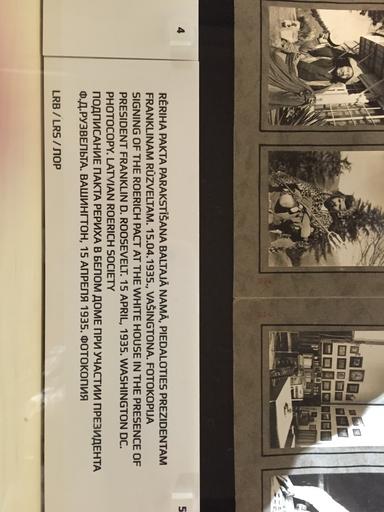 4
RĒRIHA PAKTA PARAKSTĪŠANA BALTAJĀ NAMĀ, PIEDALOTIES PREZIDENTAM
FRANKLINAM RŪZVELTAM. 15.04.1935., VAŠINGTONA. FOTOKOPIJA
SIGNING OF THE ROERICH PACT AT THE WHITE HOUSE IN THE PRESENCE OF
PRESIDENT FRANKLIN D. ROOSEVELT. 15 APRIL, 1935. WASHINGTON DC.
PHOTOCOPY. LATVIAN ROERICH SOCIETY
ПОДПИСАНИЕ ПАКТА РЕРИХА В БЕЛОМ ДОМЕ ПРИ УЧАСТИИ ПРЕЗИДЕНТА
Ф.Д.РУЗВЕЛЬТА. ВАШИНГТОН, 15 АПРЕЛЯ 1935. ФОТОКОПИЯ
LRB / LRS / ЛОР
5